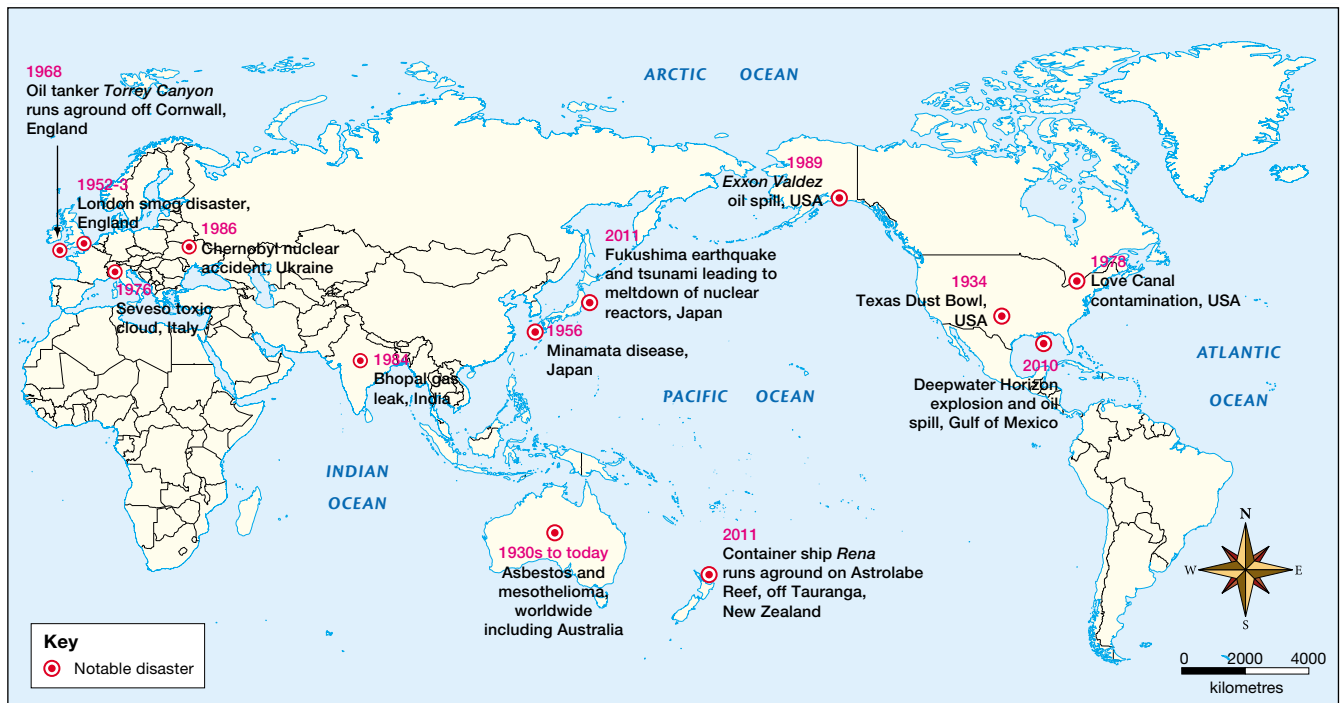 ARCTIC OCEAN
1968
Oil tanker Torrey Canyon
runs aground off Cornwall,
England
1952-3
London smog disaster,
England
1986
Chernobyl nuclear
accident, Ukraine
1976
Seveso toxic
cloud, Italy
1984
Bhopal gas
leak, India
2011
Fukushima earthquake
and tsunami leading to
meltdown of nuclear
reactors, Japan
1956
Minamata disease,
Japan
1989
Exxon Valdez
oil spill, USA
1978
Love Canal
contamination, USA
1934
Texas Dust Bowl,
USA
2010
Deepwater Horizon
explosion and oil
spill, Gulf of Mexico
ATLANTIC
OCEAN
PACIFIC OCEAN
INDIAN
OCEAN
1930s to today
Asbestos and
mesothelioma,
worldwide
including Australia
2011
Container ship Rena
runs aground on Astrolabe
Reef, off Tauranga,
New Zealand
N
W E
S
Key
Notable disaster
0 2000 4000
kilometres